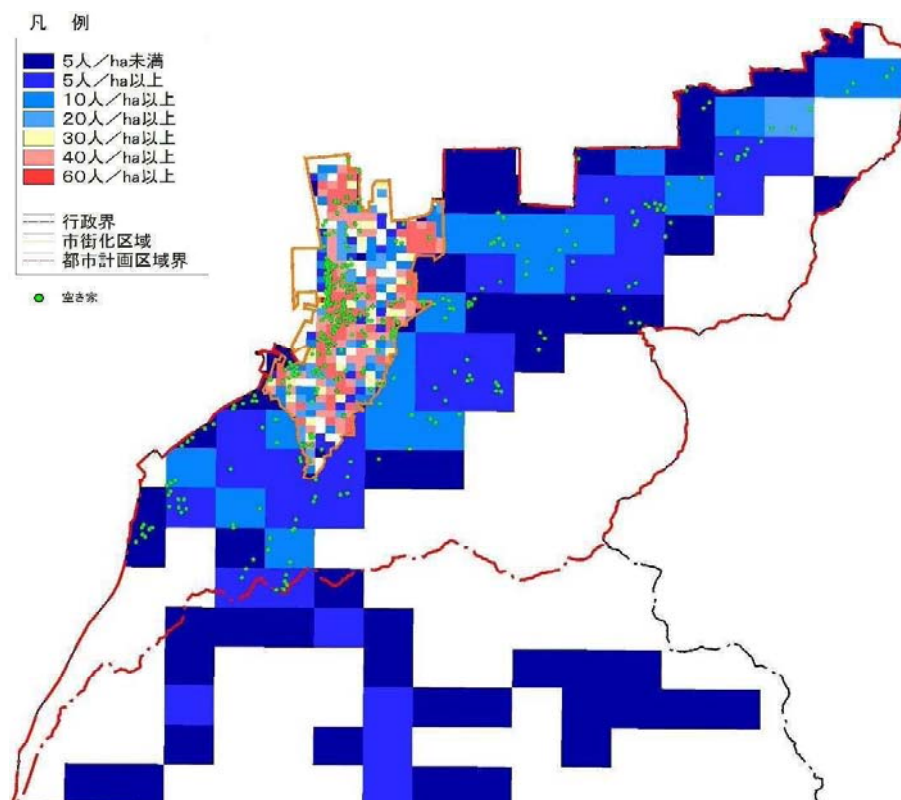 凡 例
5人／ha未満
5人／ha以上
10人／ha以上
20人／ha以上
30人／ha以上
40人／ha以上
60人／ha以上
行政界
市街化区域
都市計画区域界
空き家